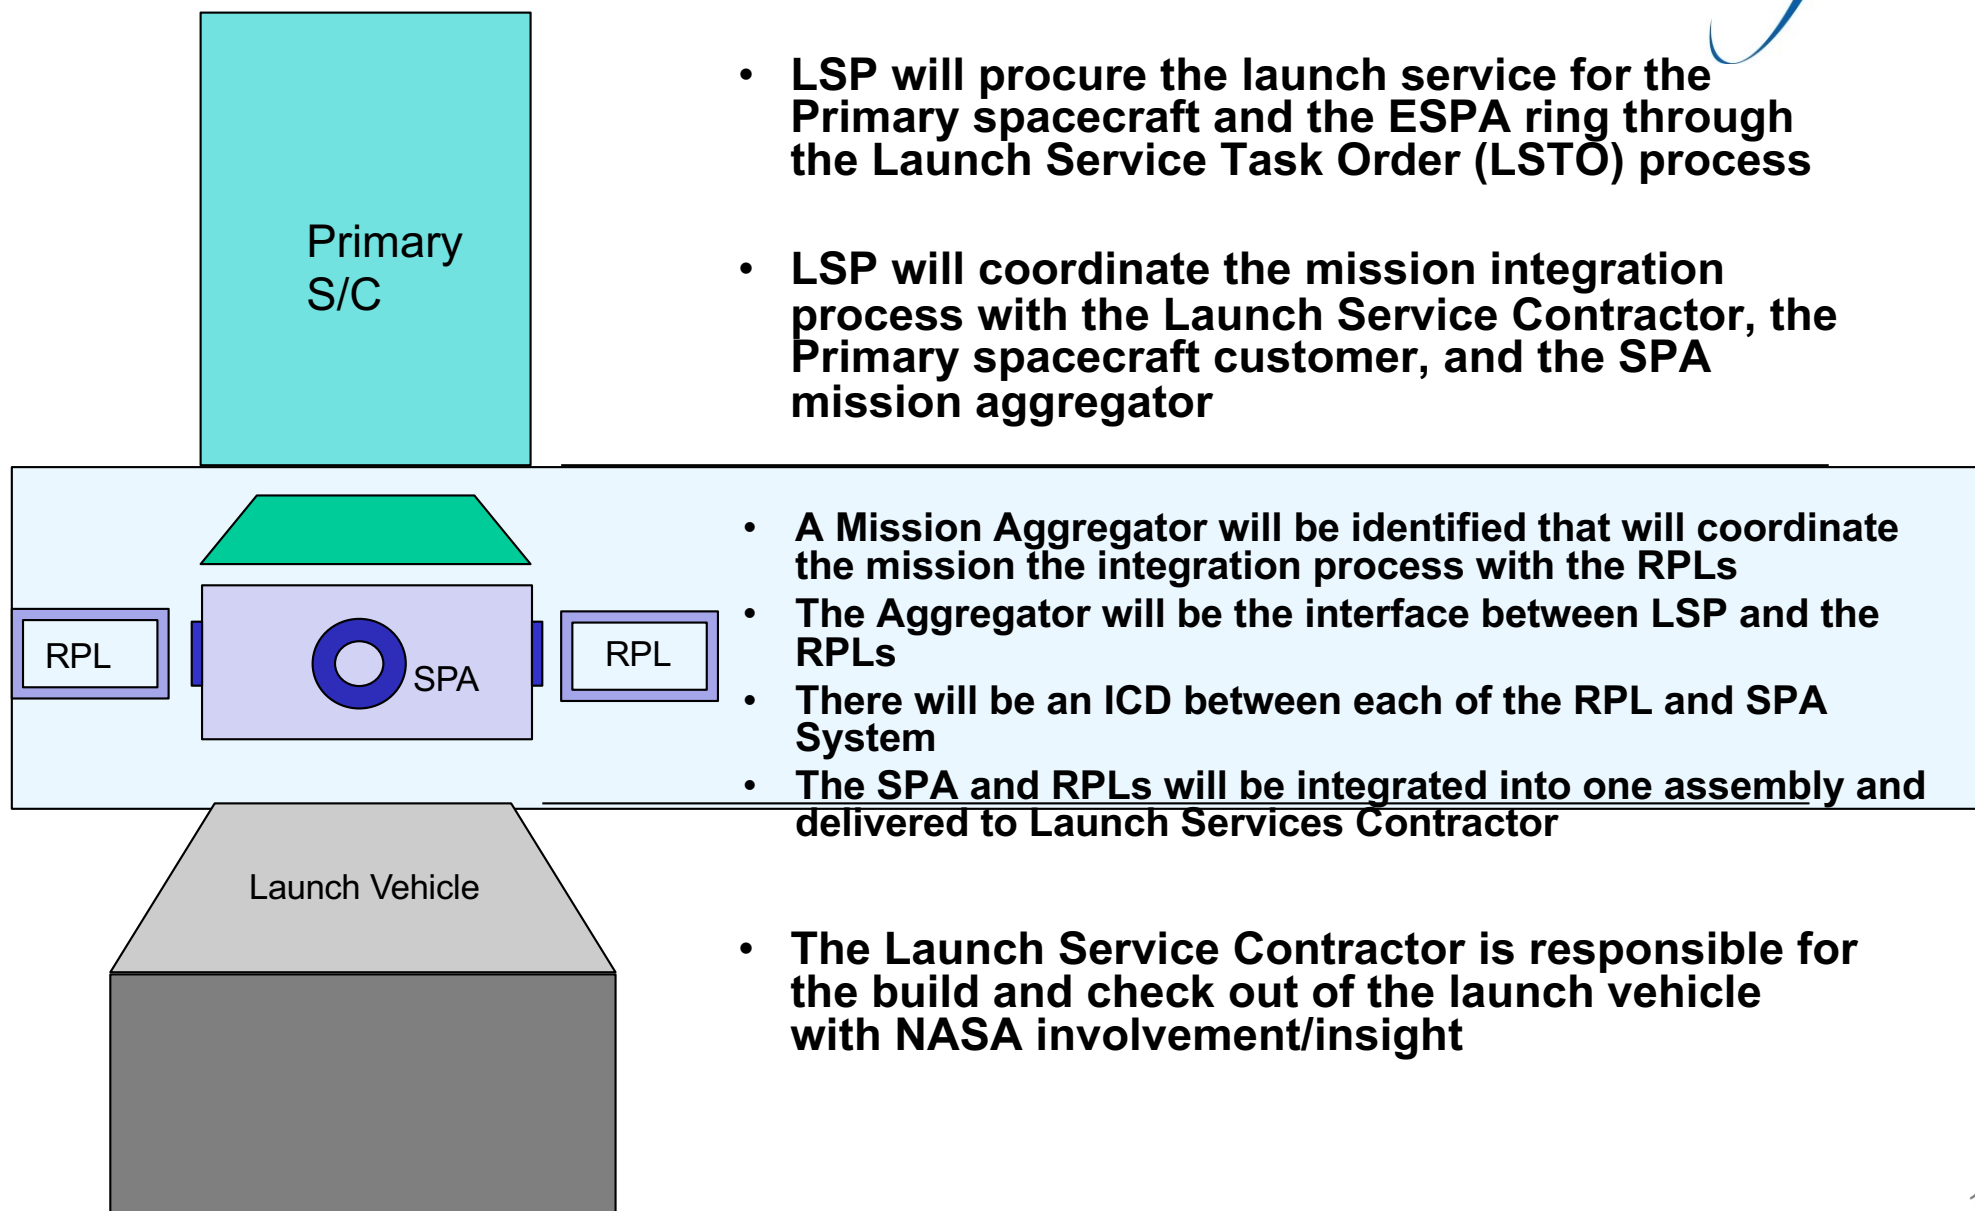 Primary
S/C
• LSP will procure the launch service for the
Primary spacecraft and the ESPA ring through
the Launch Service Task Order (LSTO) process
• LSP will coordinate the mission integration
process with the Launch Service Contractor, the
Primary spacecraft customer, and the SPA
mission aggregator
RPL
SPA
RPL
• A Mission Aggregator will be identified that will coordinate
the mission the integration process with the RPLs
• The Aggregator will be the interface between LSP and the
RPLs
• There will be an ICD between each of the RPL and SPA
System
• The SPA and RPLs will be integrated into one assembly and
delivered to Launch Services Contractor
Launch Vehicle
• The Launch Service Contractor is responsible for
the build and check out of the launch vehicle
with NASA involvement/insight